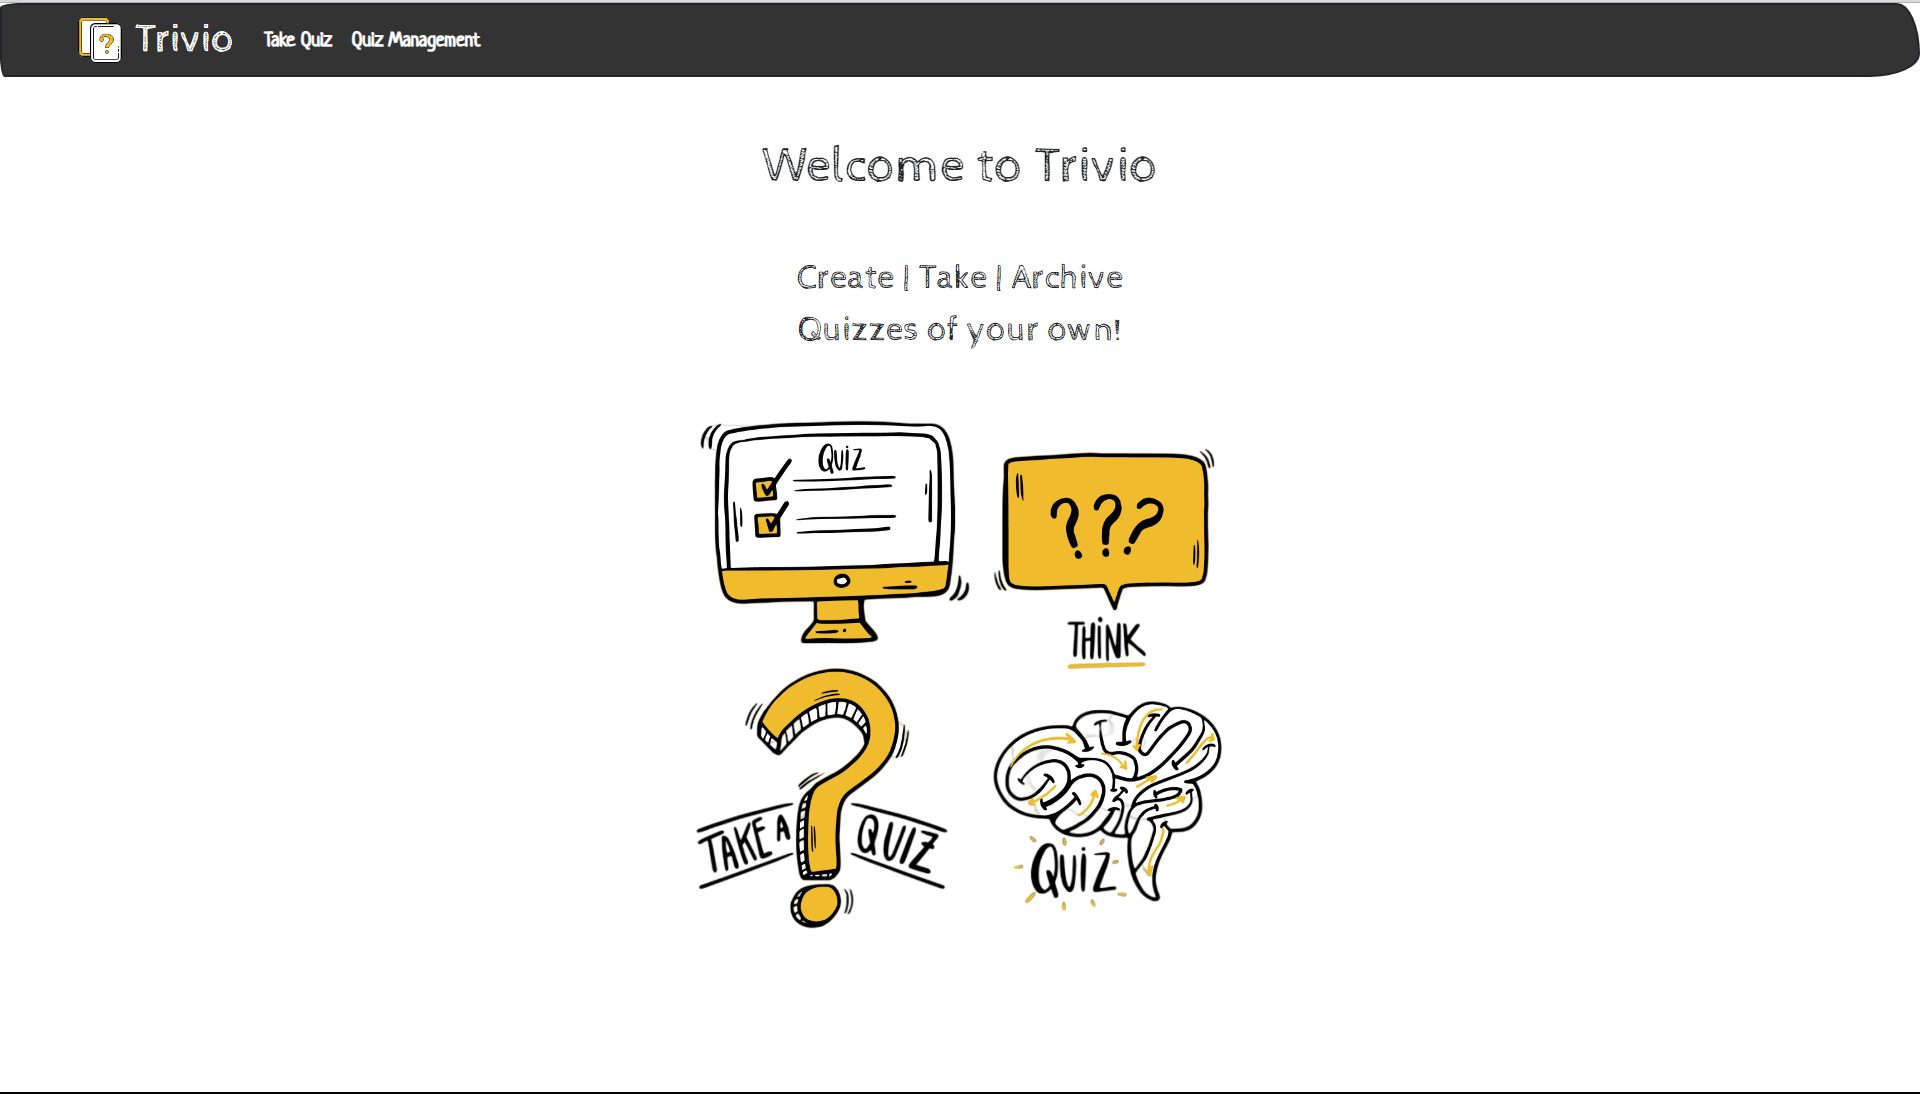 ?
Trivio
Take Quiz
Quiz Management
Welcome to Trivio
Create | Take | Archive
Quizzes of your own!
QUiZ
???
THiNK
TAKE A QUIZ
QUiZ